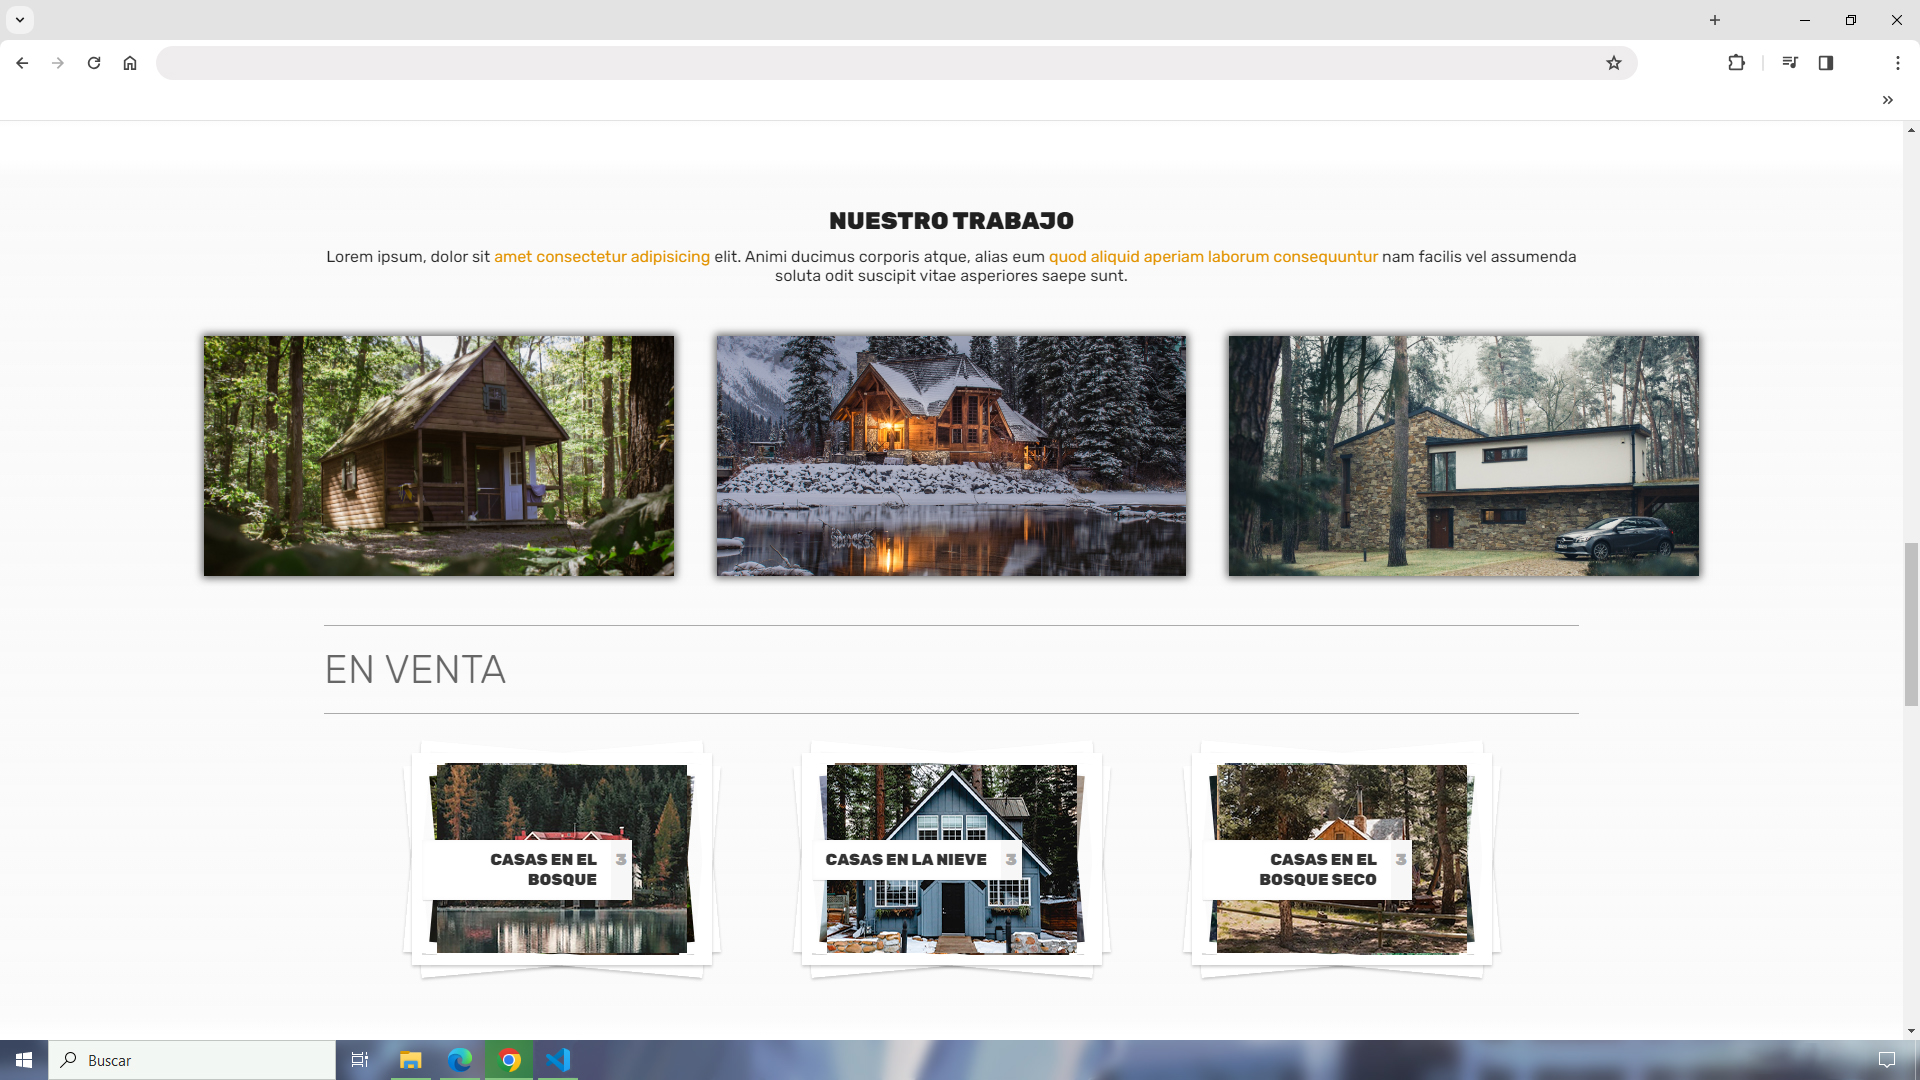 NUESTRO TRABAJO
Lorem ipsum, dolor sit amet consectetur adipisicing elit. Animi ducimus corporis atque, alias eum quod aliquid aperiam laborum consequuntur nam facilis vel assumenda
soluta odit suscipit vitae asperiores saepe sunt.
EN VENTA
CASAS EN EL 3
BOSQUE
CASAS EN LA NIEVE 3
CASAS EN EL 3
BOSQUE SECO
Buscar